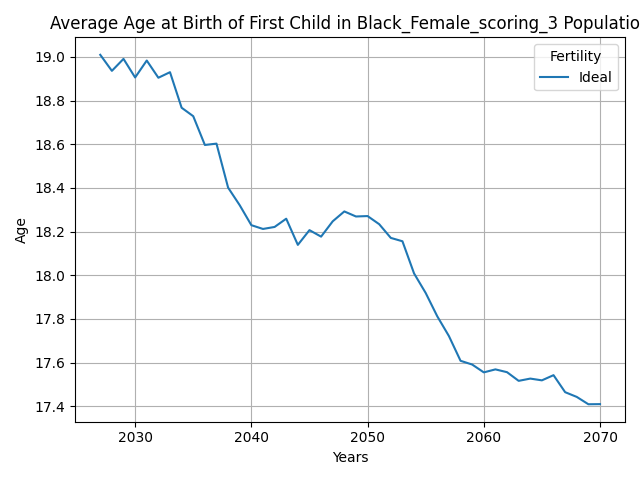 Average Age at Birth of First Child in Black_Female_scoring_3 Populatio
Fertility
Ideal
19.0
18.8
18.6
18.4
18.2
18.0
17.8
17.6
17.4
Age
2030 2040 2050 2060 2070
Years